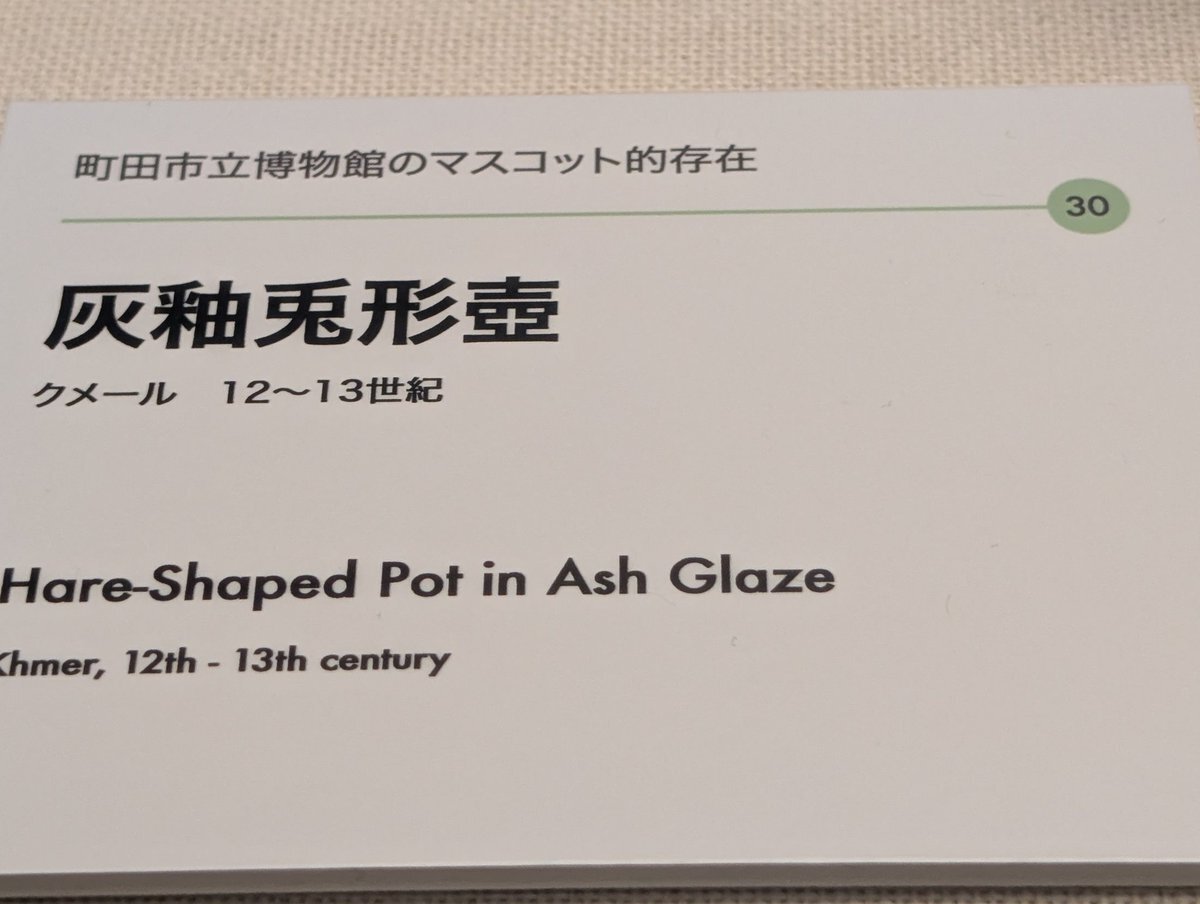 町田市立博物館のマスコット的存在
30
灰釉兎形壺
クメール　12〜13世紀
Hare-Shaped Pot in Ash Glaze
Khmer, 12th - 13th century